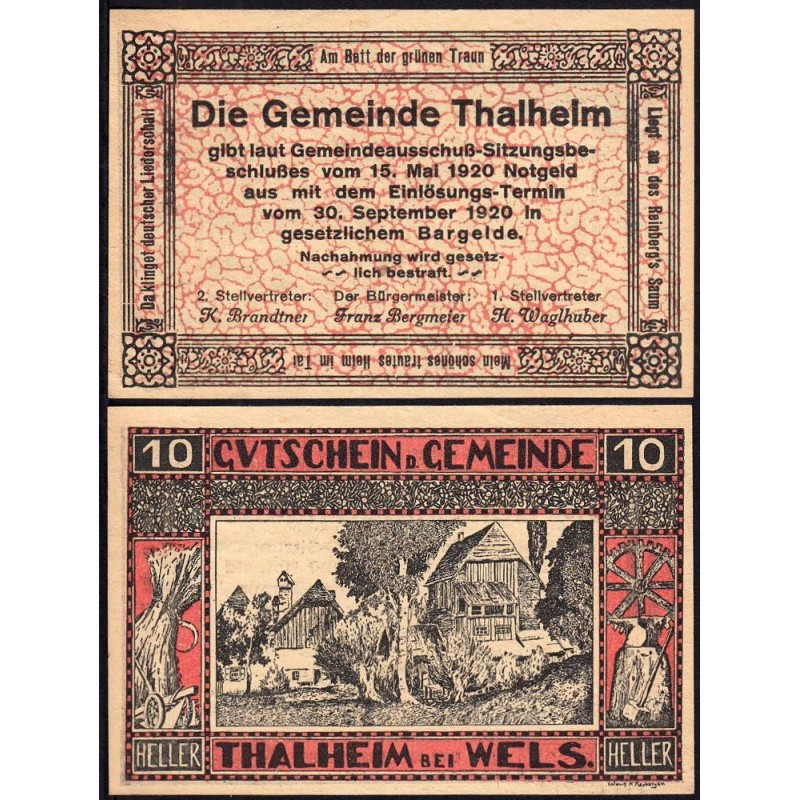 Am Bett der grünen Traun
Die Gemeinde Thalheim
gibt laut Gemeindeausschuß-Sitzungsbe-
schlußes vom 15. Mai 1920 Notgeld
aus mit dem Einlösungs-Termin
vom 30. September 1920 in
gesetzlichem Bargelde.
Nachahmung wird gesetz-
lich bestraft.
2. Stellvertreter: Der Bürgermeister: 1. Stellvertreter
K. Brandtner Franz Bergmeier H. Waglhuber
Liegt an des Reinberg's Saum
Mein schönes trautes Heim im Tal
Da klinget deutscher Liederschall
10 GVTSCHEIN D. GEMEINDE 10
HELLER THALHEIM BEI WELS. HELLER